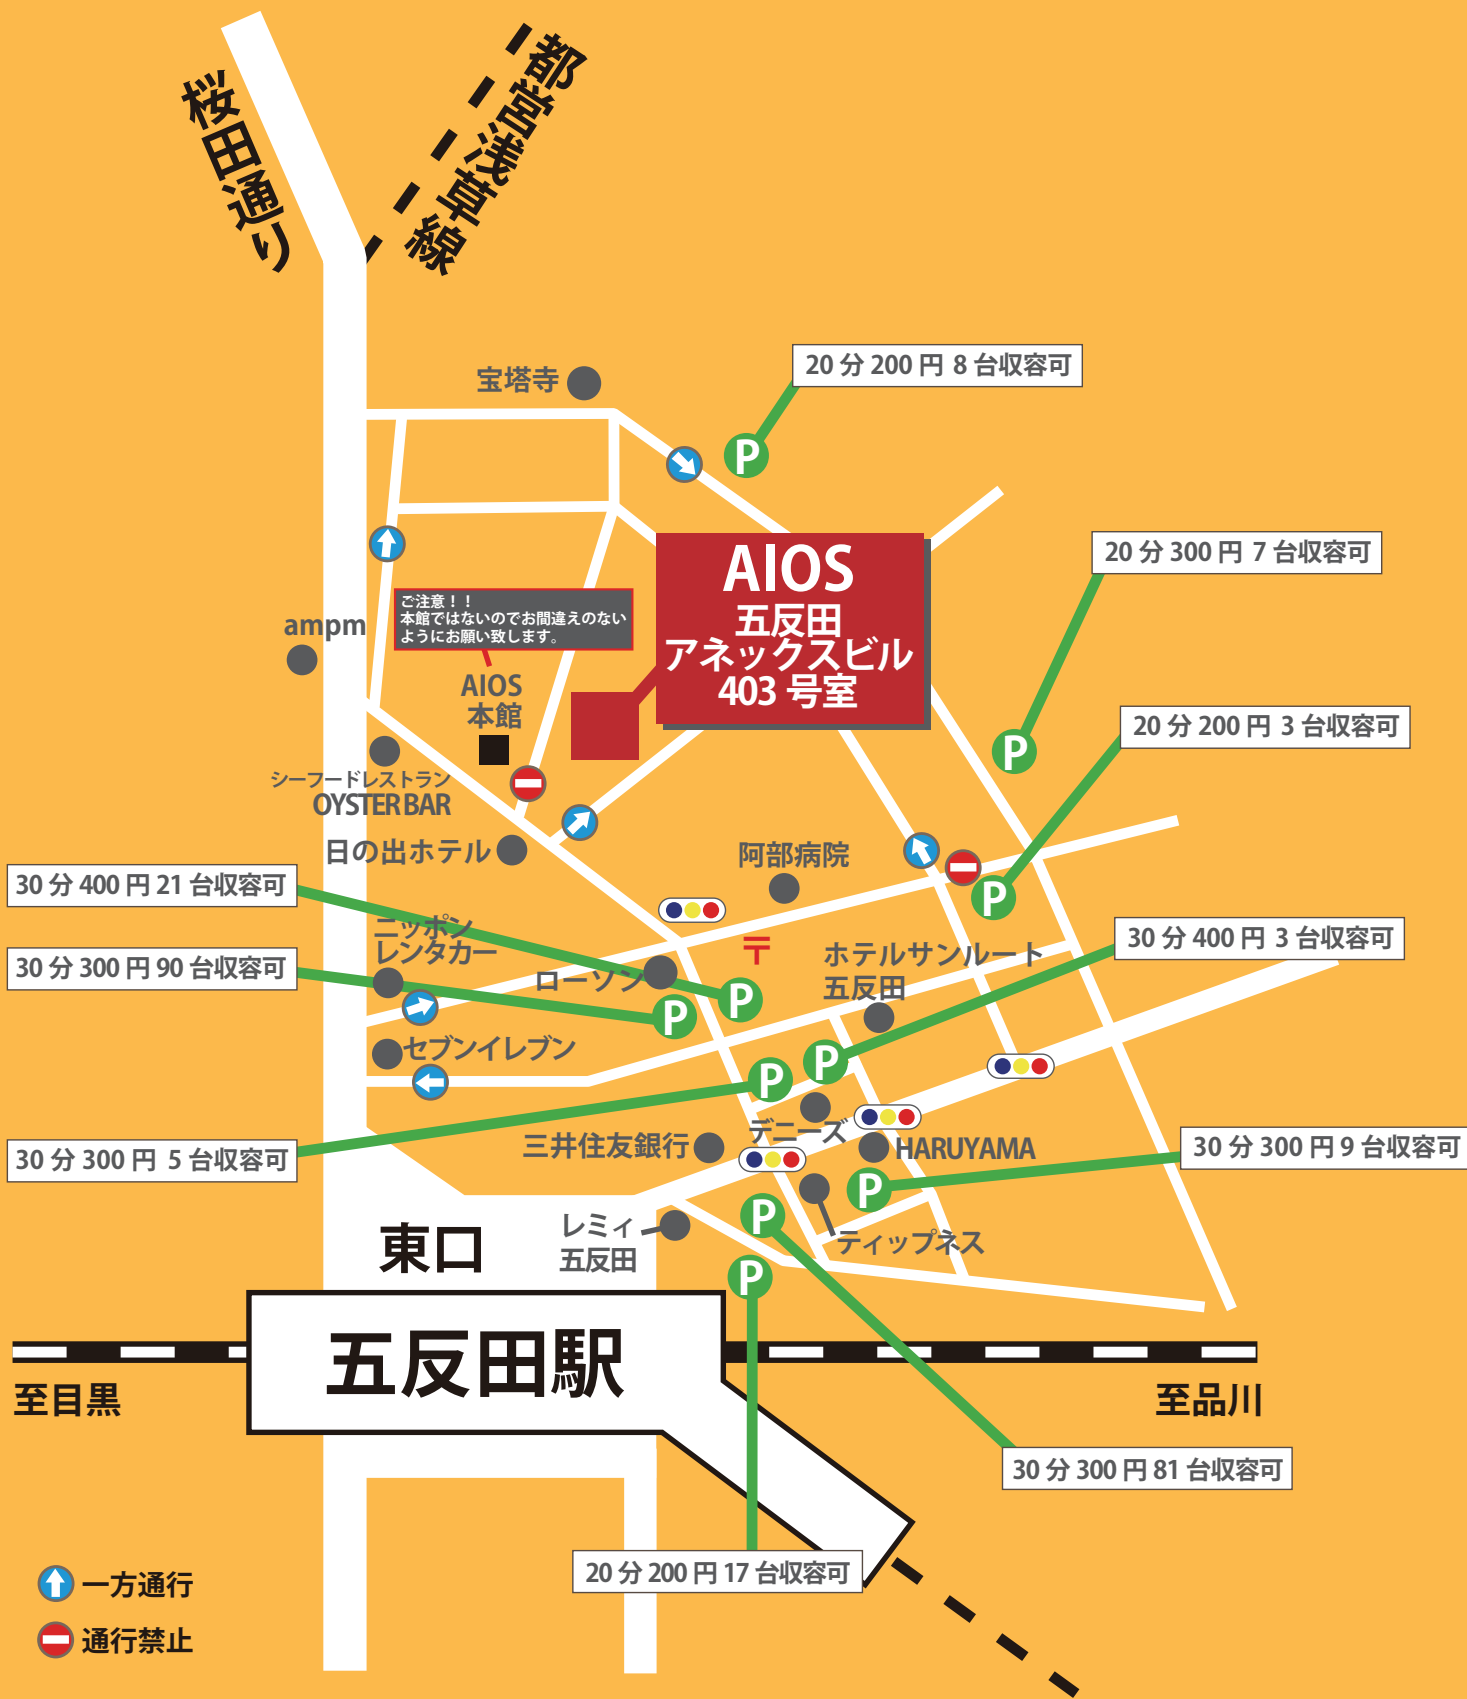 都営浅草線
桜田通り
宝塔寺
20分200円 8台収容可
P
AIOS
五反田
アネックスビル
403号室
20分300円 7台収容可
ご注意！！
本館ではないのでお間違えのない
ようにお願い致します。
ampm
AIOS
本館
20分200円 3台収容可
P
シーフードレストラン
OYSTER BAR
日の出ホテル
阿部病院
30分400円21台収容可
P
ニッポン
レンタカー
〒
ホテルサンルート
五反田
30分400円 3台収容可
30分300円90台収容可
ローソン
P
P
セブンイレブン
P
P
デニーズ
三井住友銀行
HARUYAMA
30分300円 5台収容可
30分300円9台収容可
P
P
レミィ
五反田
ティップネス
東口
P
五反田駅
至目黒
至品川
30分300円81台収容可
20分200円17台収容可
一方通行
通行禁止